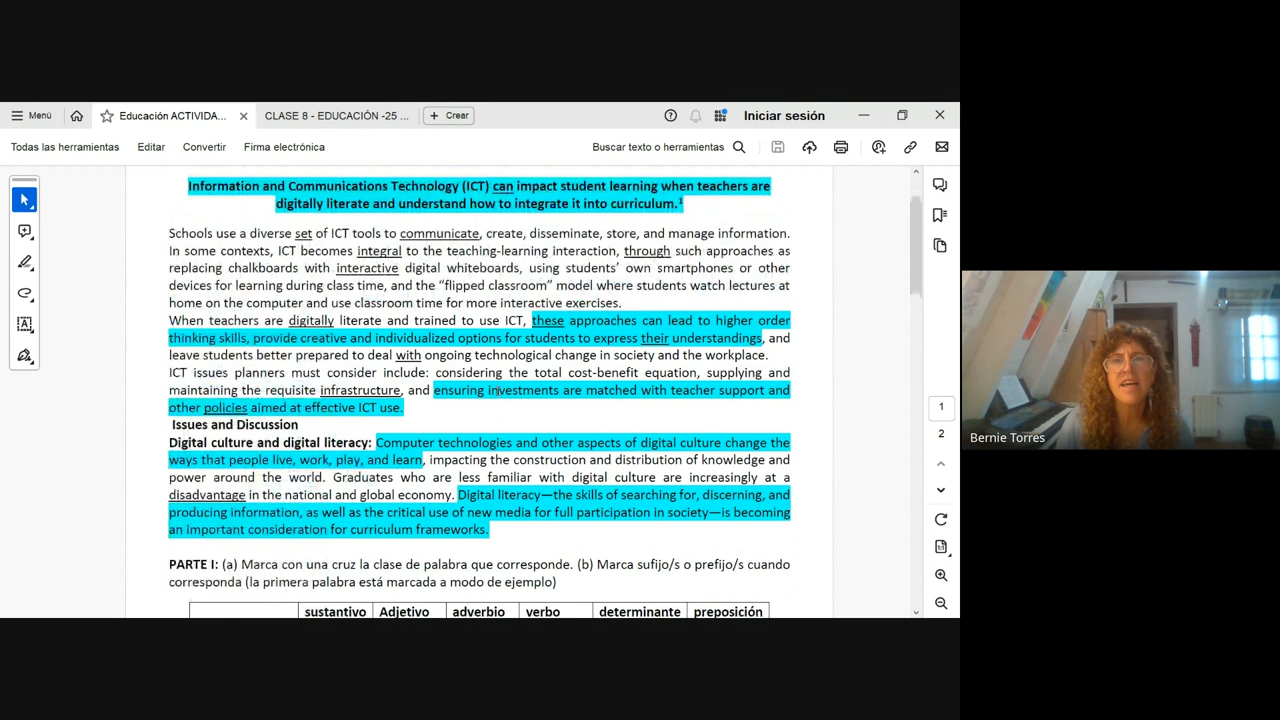 Menú
Educación ACTIVIDA...
CLASE 8 - EDUCACIÓN -25 ...
Crear
Iniciar sesión
Todas las herramientas
Editar
Convertir
Firma electrónica
Buscar texto o herramientas
Information and Communications Technology (ICT) can impact student learning when teachers are
digitally literate and understand how to integrate it into curriculum.¹
Schools use a diverse set of ICT tools to communicate, create, disseminate, store, and manage information.
In some contexts, ICT becomes integral to the teaching-learning interaction, through such approaches as
replacing chalkboards with interactive digital whiteboards, using students’ own smartphones or other
devices for learning during class time, and the “flipped classroom” model where students watch lectures at
home on the computer and use classroom time for more interactive exercises.
When teachers are digitally literate and trained to use ICT, these approaches can lead to higher order
thinking skills, provide creative and individualized options for students to express their understandings, and
leave students better prepared to deal with ongoing technological change in society and the workplace.
ICT issues planners must consider include: considering the total cost-benefit equation, supplying and
maintaining the requisite infrastructure, and ensuring investments are matched with teacher support and
other policies aimed at effective ICT use.
Issues and Discussion
Digital culture and digital literacy: Computer technologies and other aspects of digital culture change the
ways that people live, work, play, and learn, impacting the construction and distribution of knowledge and
power around the world. Graduates who are less familiar with digital culture are increasingly at a
disadvantage in the national and global economy. Digital literacy—the skills of searching for, discerning, and
producing information, as well as the critical use of new media for full participation in society—is becoming
an important consideration for curriculum frameworks.
PARTE I: (a) Marca con una cruz la clase de palabra que corresponde. (b) Marca sufijo/s o prefijo/s cuando
corresponda (la primera palabra está marcada a modo de ejemplo)
sustantivo Adjetivo adverbio verbo determinante preposición
1
2
Bernie Torres